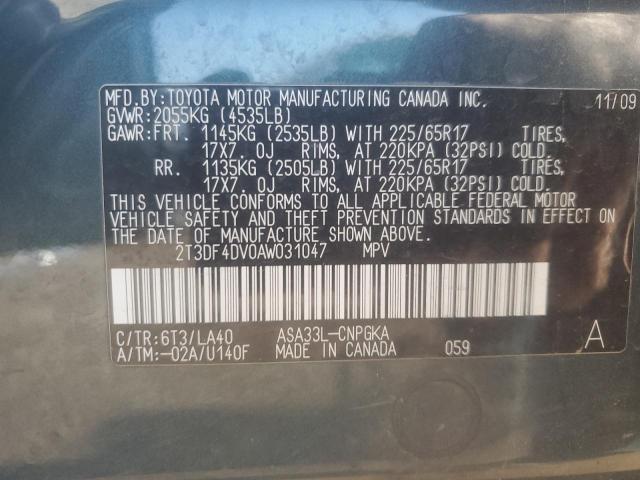 MFD.BY:TOYOTA MOTOR MANUFACTURING CANADA INC. 11/09
GVWR:2055KG (4535LB)
GAWR:FRT. 1145KG (2535LB) WITH 225/65R17 TIRES,
17X7.0J RIMS, AT 220KPA (32PSI) COLD.
RR. 1135KG (2505LB) WITH 225/65R17 TIRES,
17X7.0J RIMS, AT 220KPA (32PSI) COLD.
THIS VEHICLE CONFORMS TO ALL APPLICABLE FEDERAL MOTOR
VEHICLE SAFETY AND THEFT PREVENTION STANDARDS IN EFFECT ON
THE DATE OF MANUFACTURE SHOWN ABOVE.
2T3DF4DV0AW031047 MPV
C/TR:6T3/LA40 ASA33L-CNPGKA A
A/TM:-02A/U140F MADE IN CANADA 059